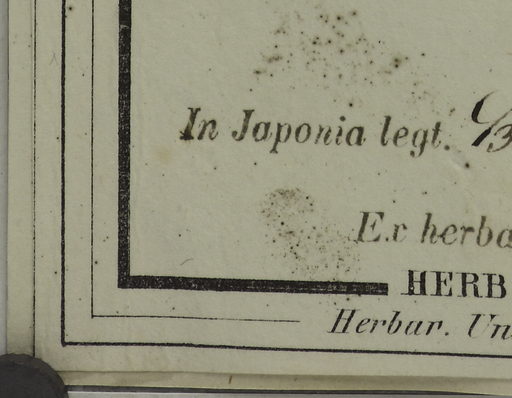 In Japonia legt.
Ex herba
HERB
Herbar. Un